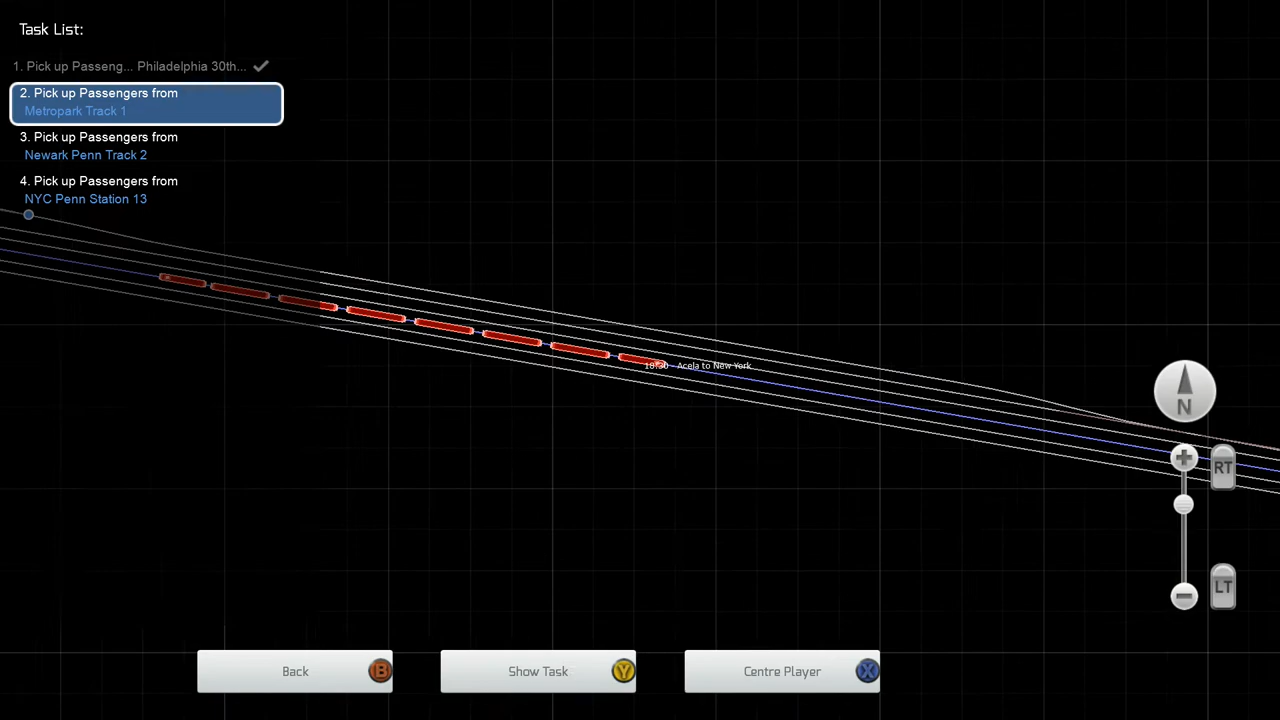 Task List:
1. Pick up Passeng... Philadelphia 30th...
2. Pick up Passengers from
Metropark Track 1
3. Pick up Passengers from
Newark Penn Track 2
4. Pick up Passengers from
NYC Penn Station 13
18:30 - Acela to New York
N
RT
LT
Back B
Show Task Y
Centre Player X